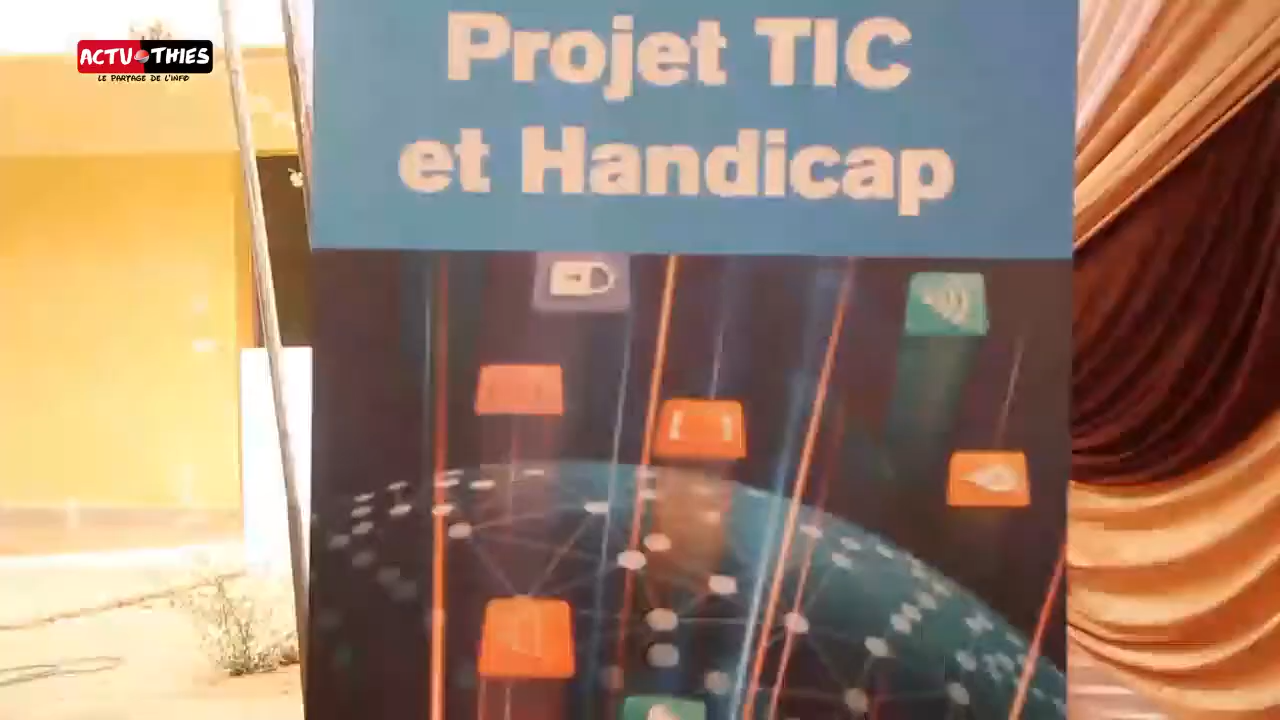 ACTU THIES
LE PARTAGE DE L'INFO
Projet TIC
et Handicap